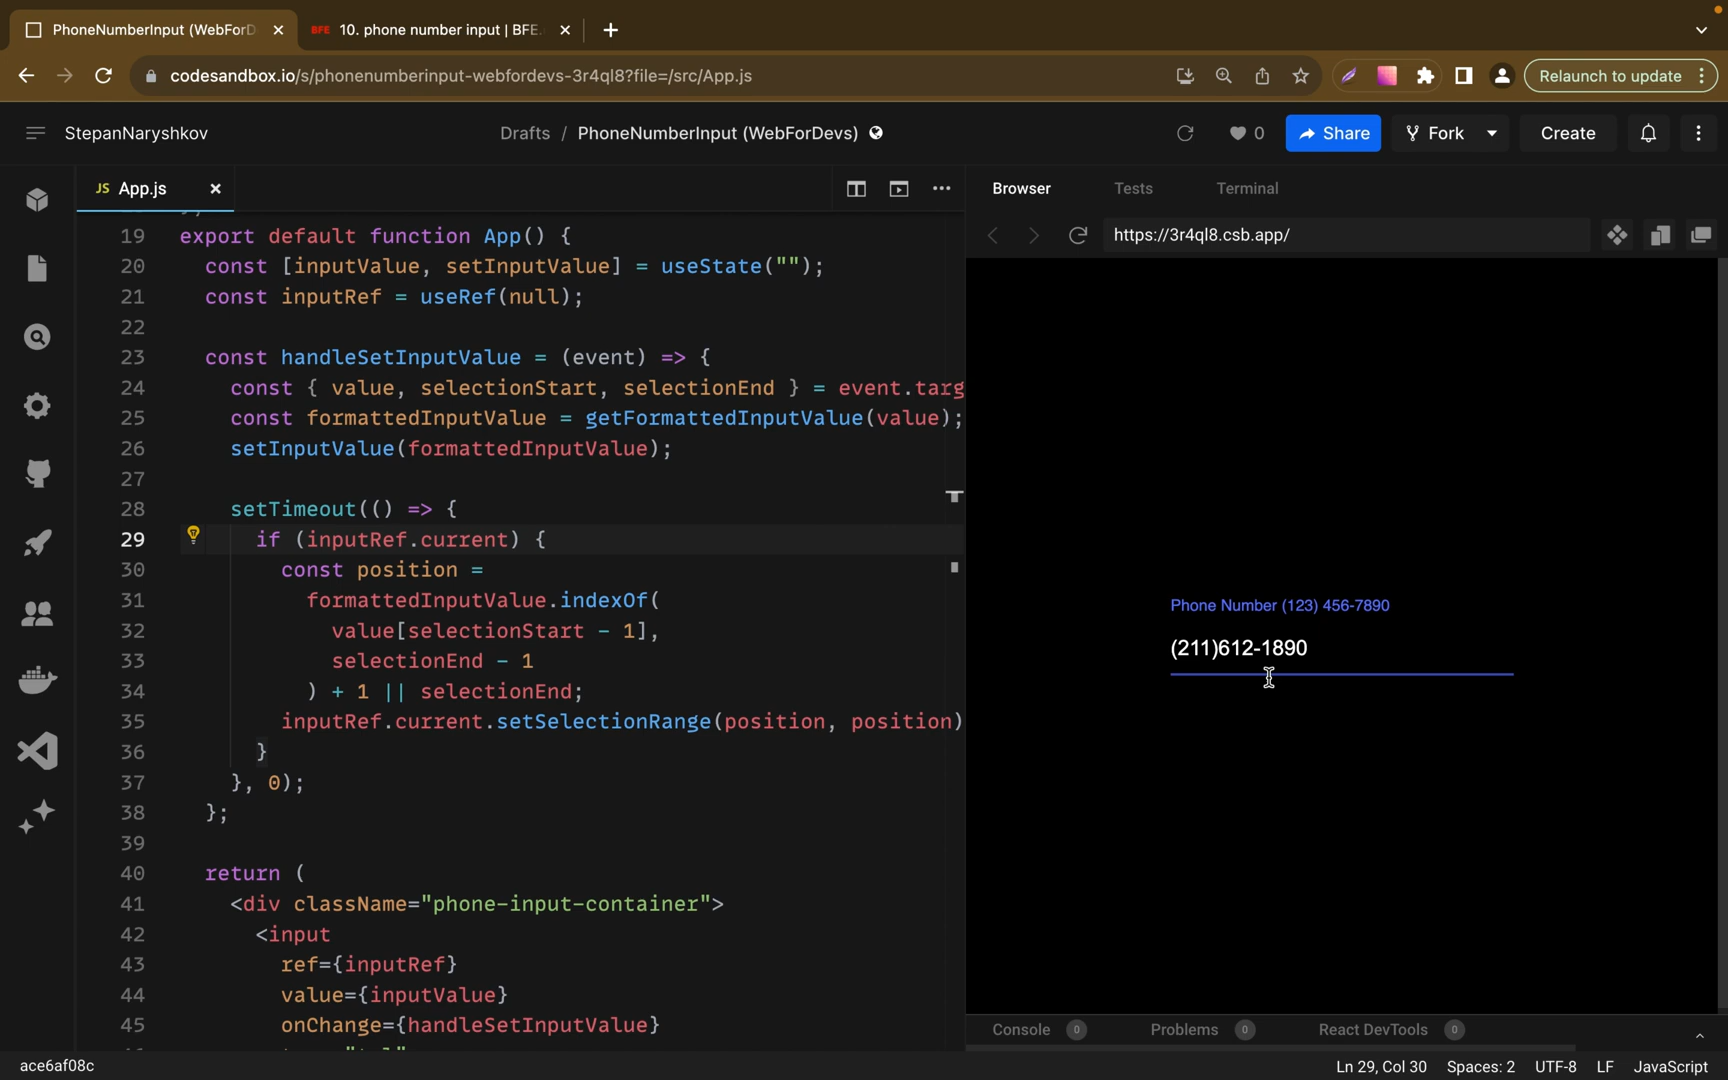 PhoneNumberInput (WebForD
BFE 10. phone number input | BFE.
codesandbox.io/s/phonenumberinput-webfordevs-3r4ql8?file=/src/App.js
Relaunch to update
StepanNaryshkov
Drafts / PhoneNumberInput (WebForDevs)
0
Share
Fork
Create
JS App.js
Browser
Tests
Terminal
https://3r4ql8.csb.app/
19 export default function App() {
20 const [inputValue, setInputValue] = useState("");
21 const inputRef = useRef(null);
22
23 const handleSetInputValue = (event) => {
24 const { value, selectionStart, selectionEnd } = event.targ
25 const formattedInputValue = getFormattedInputValue(value);
26 setInputValue(formattedInputValue);
27
28 setTimeout(() => {
29 if (inputRef.current) {
30 const position =
31 formattedInputValue.indexOf(
32 value[selectionStart - 1],
33 selectionEnd - 1
34 ) + 1 || selectionEnd;
35 inputRef.current.setSelectionRange(position, position)
36 }
37 }, 0);
38 };
39
40 return (
41 <div className="phone-input-container">
42 <input
43 ref={inputRef}
44 value={inputValue}
45 onChange={handleSetInputValue}
Phone Number (123) 456-7890
(211)612-1890
Console 0
Problems 0
React DevTools 0
ace6af08c
Ln 29, Col 30
Spaces: 2
UTF-8
LF
JavaScript